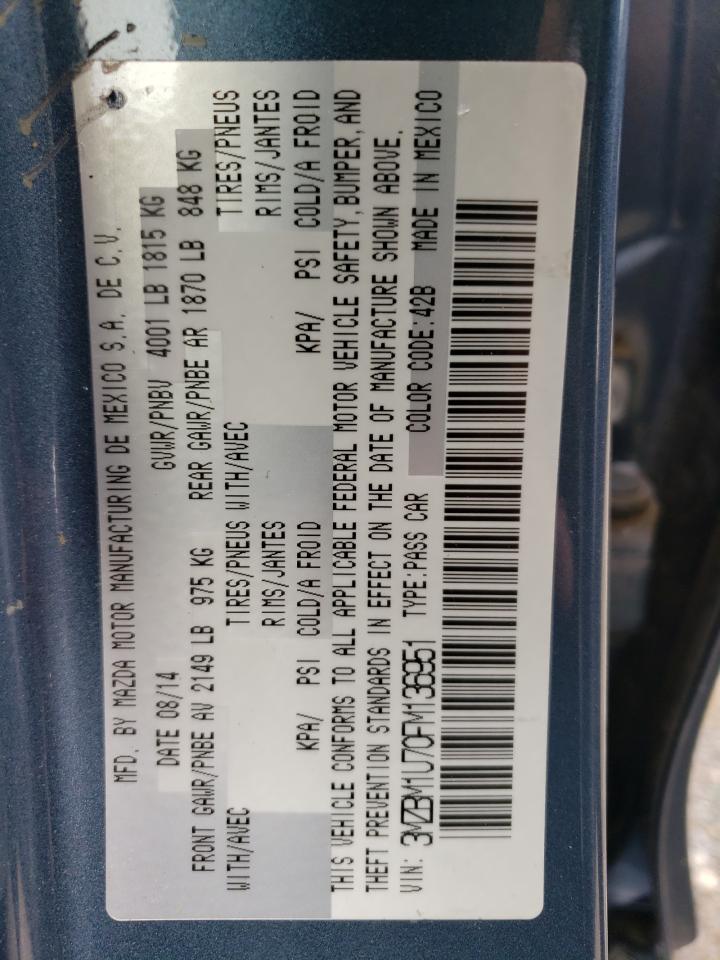 MFD. BY MAZDA MOTOR MANUFACTURING DE MEXICO S.A. DE C.V.
DATE 08/14 GVWR/PNBV 4001 LB 1815 KG
FRONT GAWR/PNBE AV 2149 LB 975 KG REAR GAWR/PNBE AR 1870 LB 848 KG
WITH/AVEC TIRES/PNEUS WITH/AVEC TIRES/PNEUS
RIMS/JANTES RIMS/JANTES
KPA/ PSI COLD/A FROID KPA/ PSI COLD/A FROID
THIS VEHICLE CONFORMS TO ALL APPLICABLE FEDERAL MOTOR VEHICLE SAFETY, BUMPER, AND
THEFT PREVENTION STANDARDS IN EFFECT ON THE DATE OF MANUFACTURE SHOWN ABOVE.
VIN: 3MZBM1U70FM136951 TYPE:PASS CAR COLOR CODE:42B MADE IN MEXICO